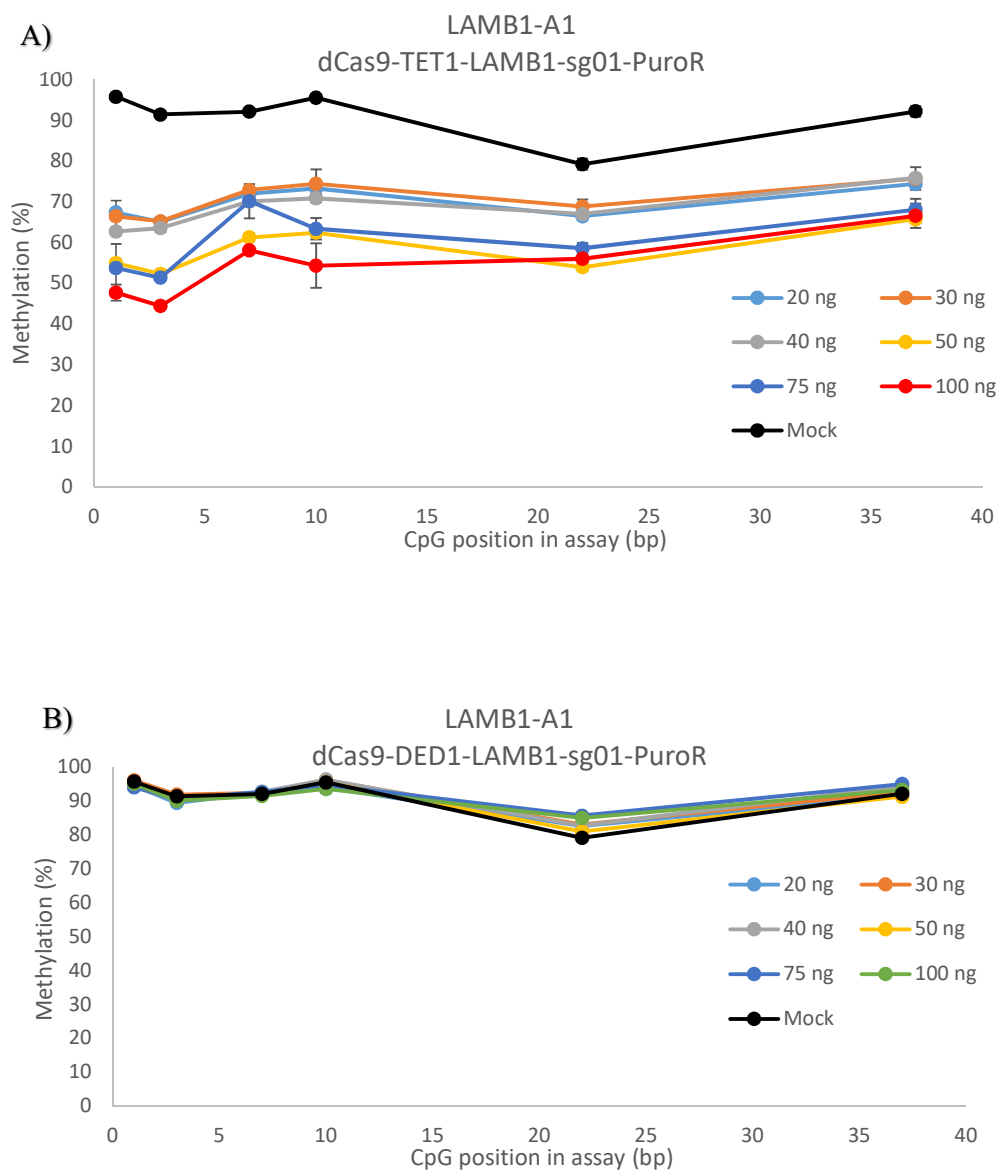 A)
LAMB1-A1
dCas9-TET1-LAMB1-sg01-PuroR
Methylation (%)
100
90
80
70
60
50
40
30
20
10
0
20 ng
30 ng
40 ng
50 ng
75 ng
100 ng
Mock
0
5
10
15
20
25
30
35
40
CpG position in assay (bp)
B)
LAMB1-A1
dCas9-DED1-LAMB1-sg01-PuroR
Methylation (%)
100
90
80
70
60
50
40
30
20
10
0
20 ng
30 ng
40 ng
50 ng
75 ng
100 ng
Mock
0
5
10
15
20
25
30
35
40
CpG position in assay (bp)